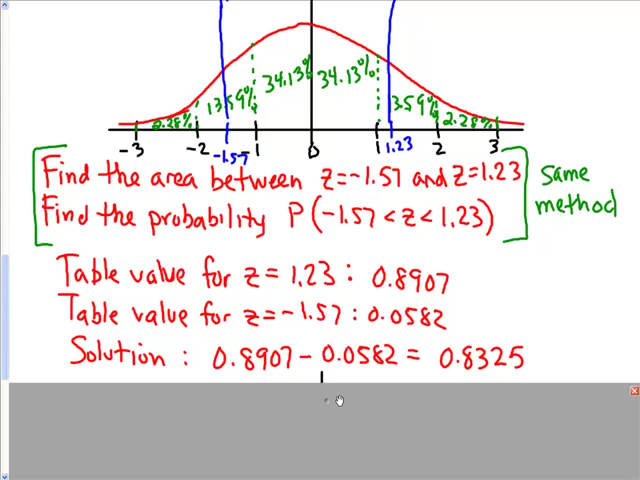 34.13% 34.13%
13.59% 3.59%
2.28% 2.28%
-3 -2 -1.57 -1 0 1 1.23 2 3
Find the area between z=-1.57 and z=1.23
Find the probability P(-1.57 < z < 1.23)
same
method
Table value for z = 1.23 : 0.8907
Table value for z = -1.57 : 0.0582
Solution : 0.8907 - 0.0582 = 0.8325